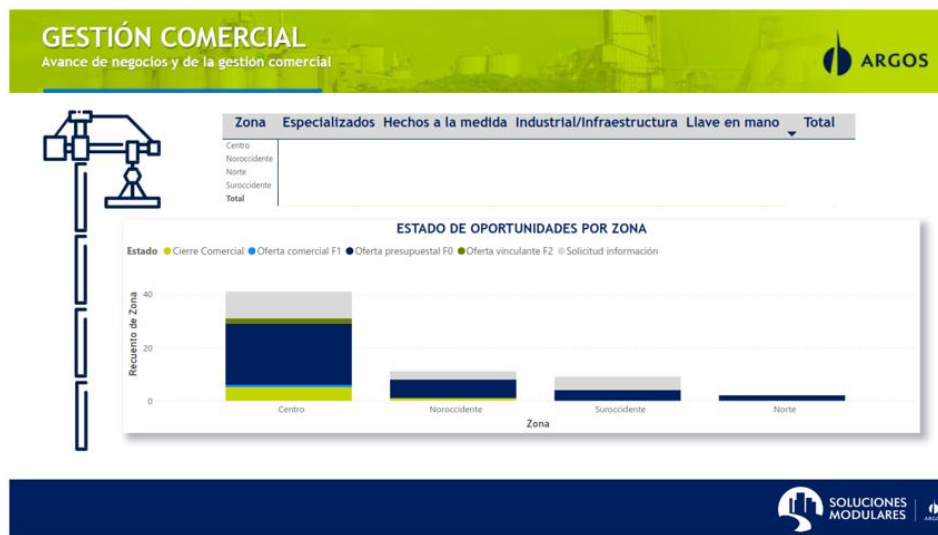 GESTIÓN COMERCIAL
Avance de negocios y de la gestión comercial
ARGOS
Zona Especializados Hechos a la medida Industrial/Infraestructura Llave en mano Total
Centro
Noroccidente
Norte
Suroccidente
Total
ESTADO DE OPORTUNIDADES POR ZONA
Estado Cierre Comercial Oferta comercial F1 Oferta presupuestal F0 Oferta vinculante F2 Solicitud información
Recuento de Zona
40
20
0
Centro Noroccidente Suroccidente Norte
Zona
SOLUCIONES
MODULARES